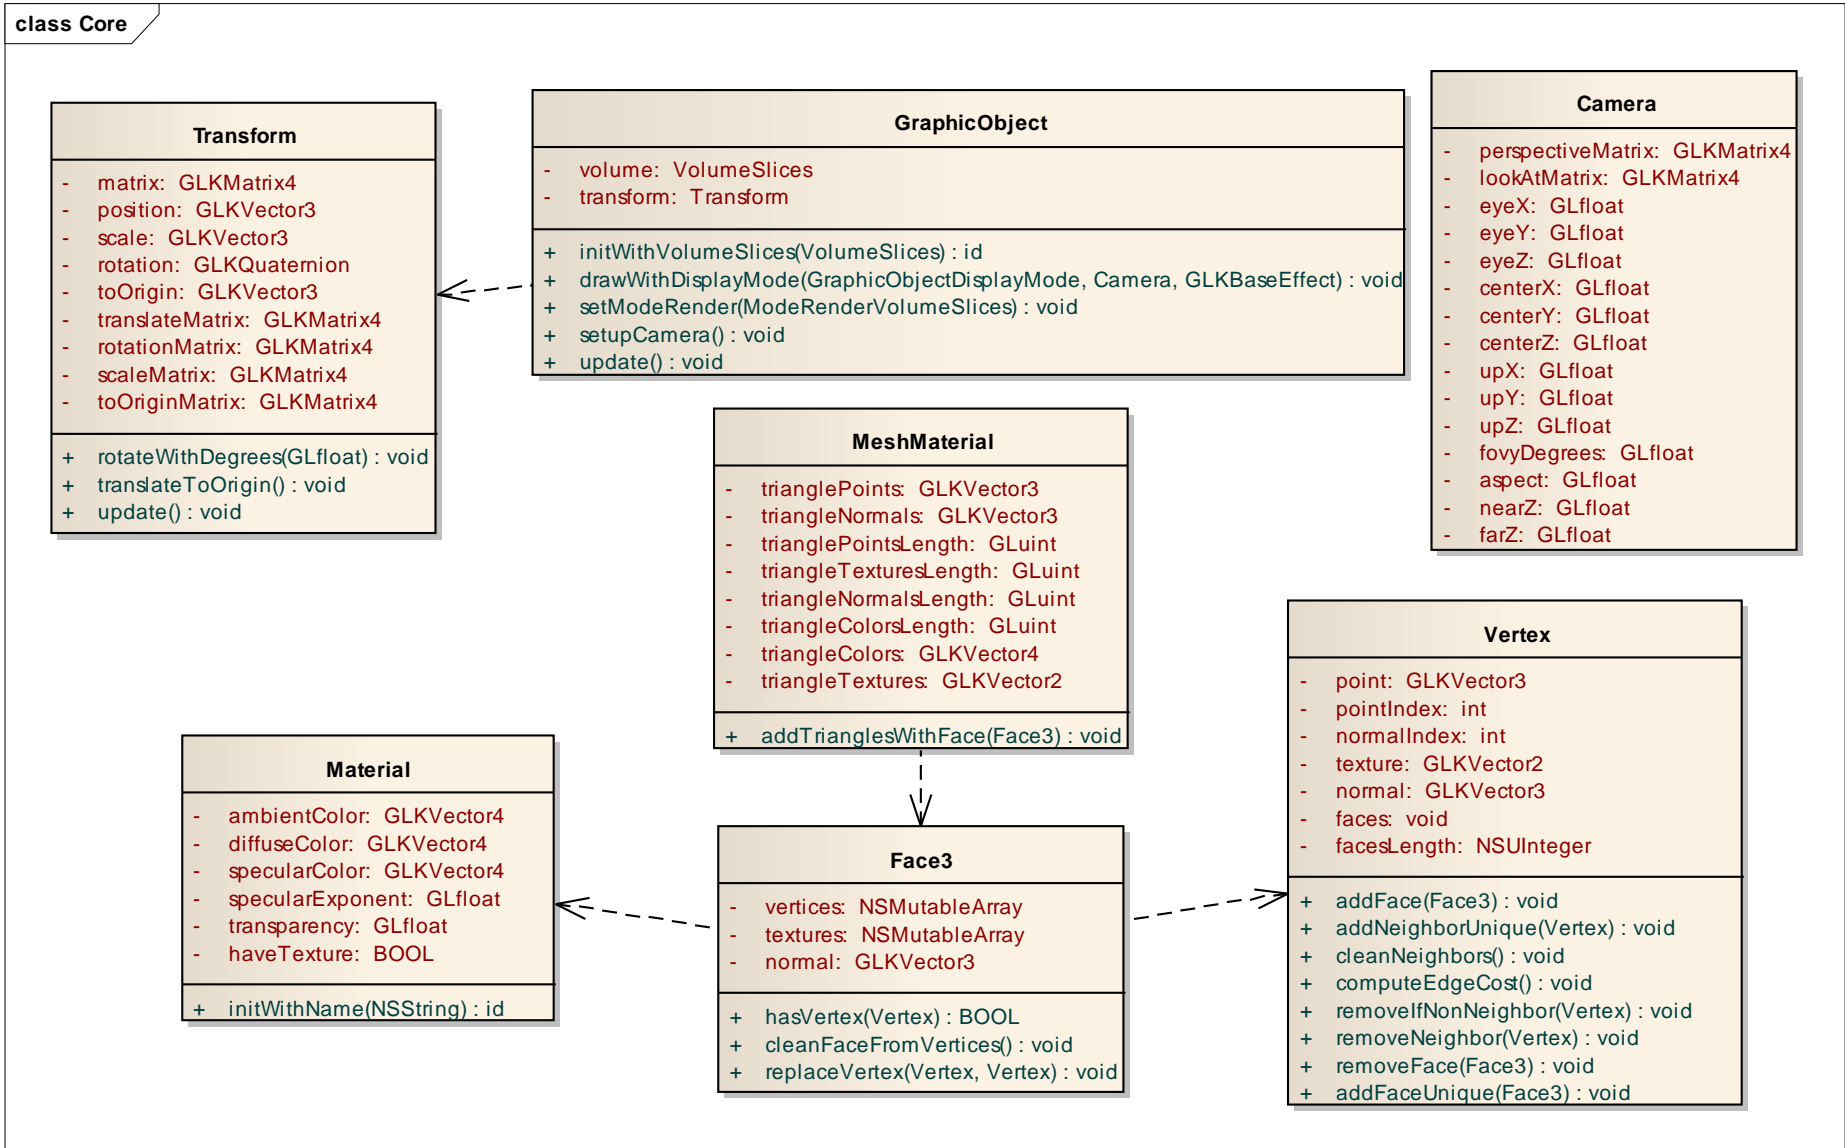 class Core
Transform
- matrix: GLKMatrix4
- position: GLKVector3
- scale: GLKVector3
- rotation: GLKQuaternion
- toOrigin: GLKVector3
- translateMatrix: GLKMatrix4
- rotationMatrix: GLKMatrix4
- scaleMatrix: GLKMatrix4
- toOriginMatrix: GLKMatrix4
+ rotateWithDegrees(GLfloat) : void
+ translateToOrigin() : void
+ update() : void
GraphicObject
- volume: VolumeSlices
- transform: Transform
+ initWithVolumeSlices(VolumeSlices) : id
+ drawWithDisplayMode(GraphicObjectDisplayMode, Camera, GLKBaseEffect) : void
+ setModeRender(ModeRenderVolumeSlices) : void
+ setupCamera() : void
+ update() : void
Camera
- perspectiveMatrix: GLKMatrix4
- lookAtMatrix: GLKMatrix4
- eyeX: GLfloat
- eyeY: GLfloat
- eyeZ: GLfloat
- centerX: GLfloat
- centerY: GLfloat
- centerZ: GLfloat
- upX: GLfloat
- upY: GLfloat
- upZ: GLfloat
- fovyDegrees: GLfloat
- aspect: GLfloat
- nearZ: GLfloat
- farZ: GLfloat
MeshMaterial
- trianglePoints: GLKVector3
- triangleNormals: GLKVector3
- trianglePointsLength: GLuint
- triangleTexturesLength: GLuint
- triangleNormalsLength: GLuint
- triangleColorsLength: GLuint
- triangleColors: GLKVector4
- triangleTextures: GLKVector2
+ addTrianglesWithFace(Face3) : void
Material
- ambientColor: GLKVector4
- diffuseColor: GLKVector4
- specularColor: GLKVector4
- specularExponent: GLfloat
- transparency: GLfloat
- haveTexture: BOOL
+ initWithName(NSString) : id
Face3
- vertices: NSMutableArray
- textures: NSMutableArray
- normal: GLKVector3
+ hasVertex(Vertex) : BOOL
+ cleanFaceFromVertices() : void
+ replaceVertex(Vertex, Vertex) : void
Vertex
- point: GLKVector3
- pointIndex: int
- normalIndex: int
- texture: GLKVector2
- normal: GLKVector3
- faces: void
- facesLength: NSUInteger
+ addFace(Face3) : void
+ addNeighborUnique(Vertex) : void
+ cleanNeighbors() : void
+ computeEdgeCost() : void
+ removeIfNonNeighbor(Vertex) : void
+ removeNeighbor(Vertex) : void
+ removeFace(Face3) : void
+ addFaceUnique(Face3) : void